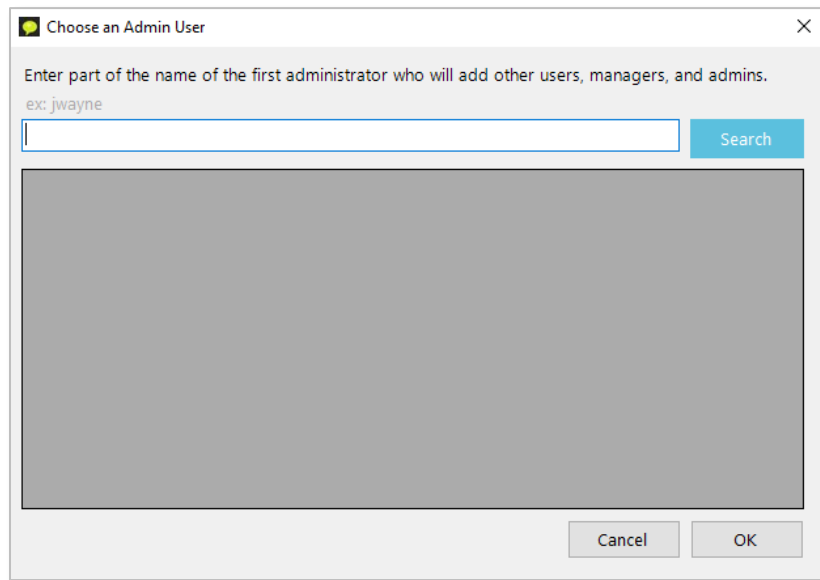 Choose an Admin User
Enter part of the name of the first administrator who will add other users, managers, and admins.
ex: jwayne
Search
Cancel
OK